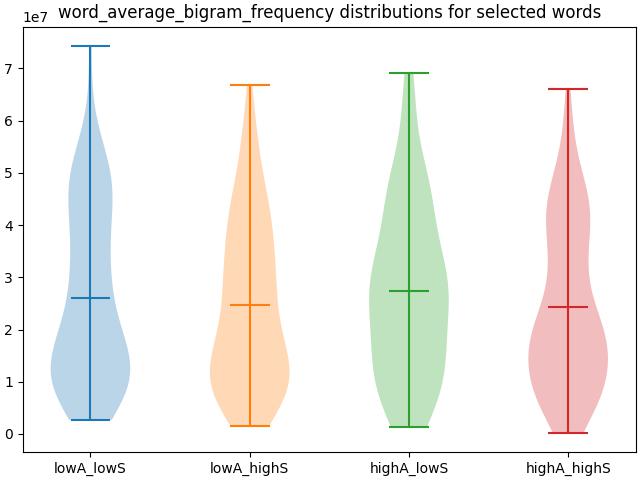 word_average_bigram_frequency distributions for selected words
1e7
7
6
5
4
3
2
1
0
lowA_lowS lowA_highS highA_lowS highA_highS